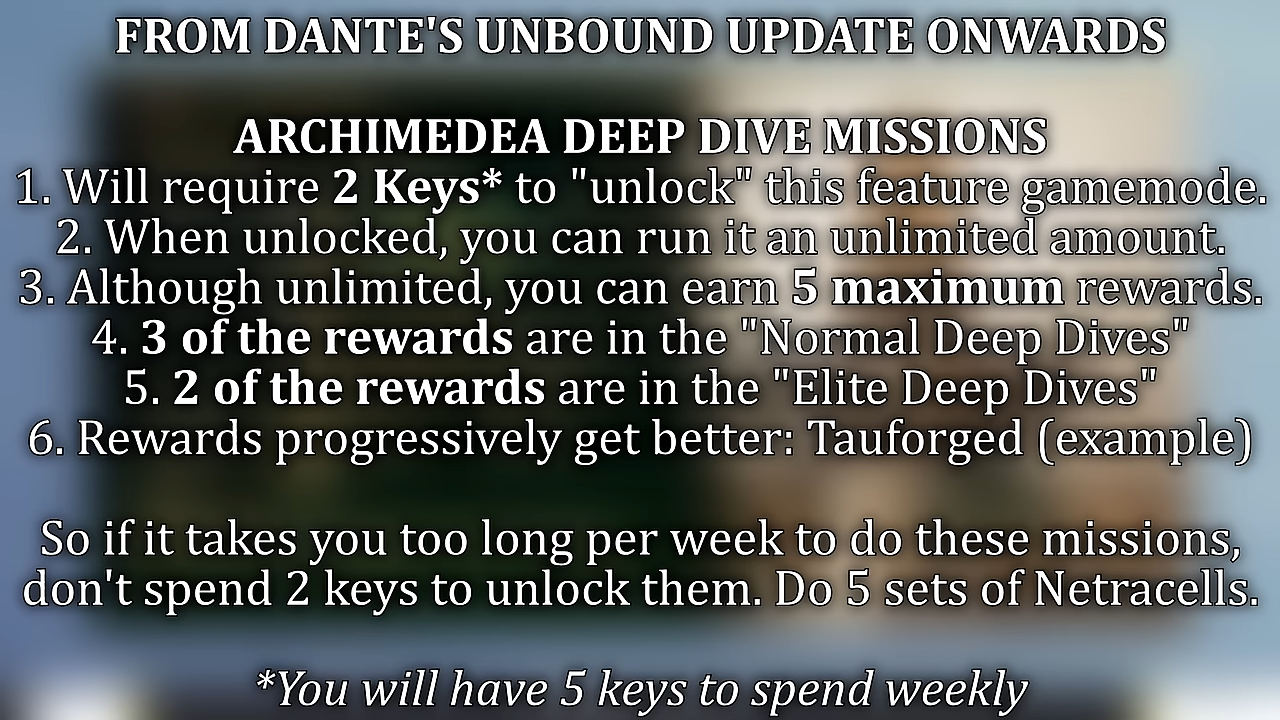 FROM DANTE'S UNBOUND UPDATE ONWARDS
ARCHIMEDEA DEEP DIVE MISSIONS
1. Will require 2 Keys* to "unlock" this feature gamemode.
2. When unlocked, you can run it an unlimited amount.
3. Although unlimited, you can earn 5 maximum rewards.
4. 3 of the rewards are in the "Normal Deep Dives"
5. 2 of the rewards are in the "Elite Deep Dives"
6. Rewards progressively get better: Tauforged (example)
So if it takes you too long per week to do these missions,
don't spend 2 keys to unlock them. Do 5 sets of Netracells.
*You will have 5 keys to spend weekly